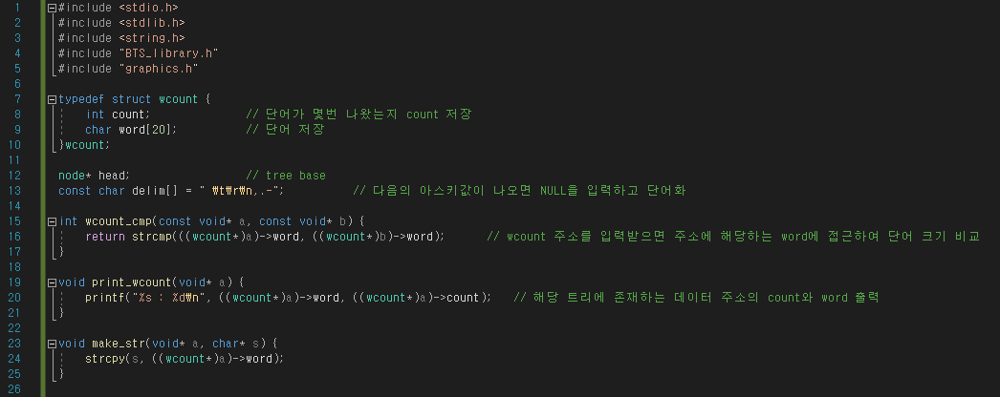 1 #include <stdio.h>
2 #include <stdlib.h>
3 #include <string.h>
4 #include "BTS_library.h"
5 #include "graphics.h"
6
7 typedef struct wcount {
8 int count; // 단어가 몇번 나왔는지 count 저장
9 char word[20]; // 단어 저장
10 }wcount;
11
12 node* head; // tree base
13 const char delim[] = " ₩t₩r₩n,.-"; // 다음의 아스키값이 나오면 NULL을 입력하고 단어화
14
15 int wcount_cmp(const void* a, const void* b) {
16 return strcmp(((wcount*)a)->word, ((wcount*)b)->word); // wcount 주소를 입력받으면 주소에 해당하는 word에 접근하여 단어 크기 비교
17 }
18
19 void print_wcount(void* a) {
20 printf("%s : %d₩n", ((wcount*)a)->word, ((wcount*)a)->count); // 해당 트리에 존재하는 데이터 주소의 count와 word 출력
21 }
22
23 void make_str(void* a, char* s) {
24 strcpy(s, ((wcount*)a)->word);
25 }
26